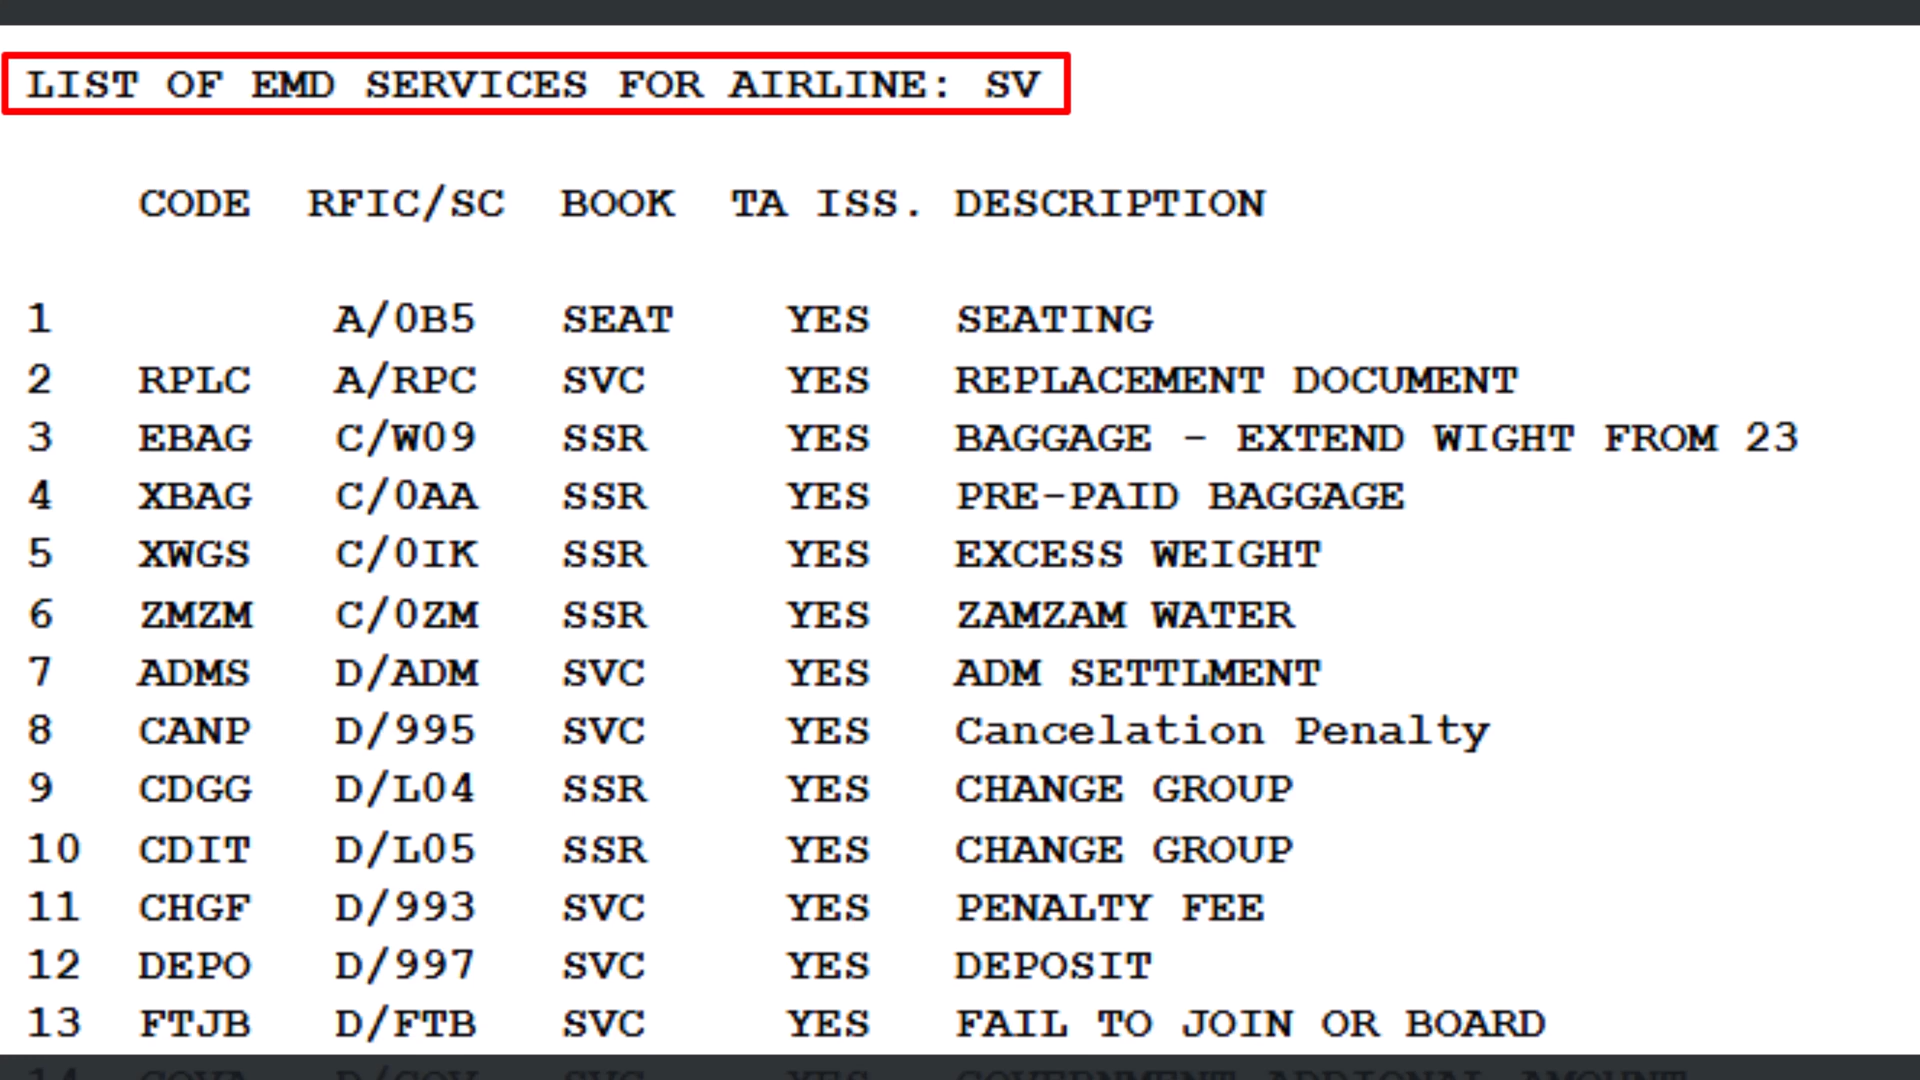 LIST OF EMD SERVICES FOR AIRLINE: SV
CODE RFIC/SC BOOK TA ISS. DESCRIPTION
1 A/0B5 SEAT YES SEATING
2 RPLC A/RPC SVC YES REPLACEMENT DOCUMENT
3 EBAG C/W09 SSR YES BAGGAGE - EXTEND WIGHT FROM 23
4 XBAG C/0AA SSR YES PRE-PAID BAGGAGE
5 XWGS C/0IK SSR YES EXCESS WEIGHT
6 ZMZM C/0ZM SSR YES ZAMZAM WATER
7 ADMS D/ADM SVC YES ADM SETTLMENT
8 CANP D/995 SVC YES Cancelation Penalty
9 CDGG D/L04 SSR YES CHANGE GROUP
10 CDIT D/L05 SSR YES CHANGE GROUP
11 CHGF D/993 SVC YES PENALTY FEE
12 DEPO D/997 SVC YES DEPOSIT
13 FTJB D/FTB SVC YES FAIL TO JOIN OR BOARD